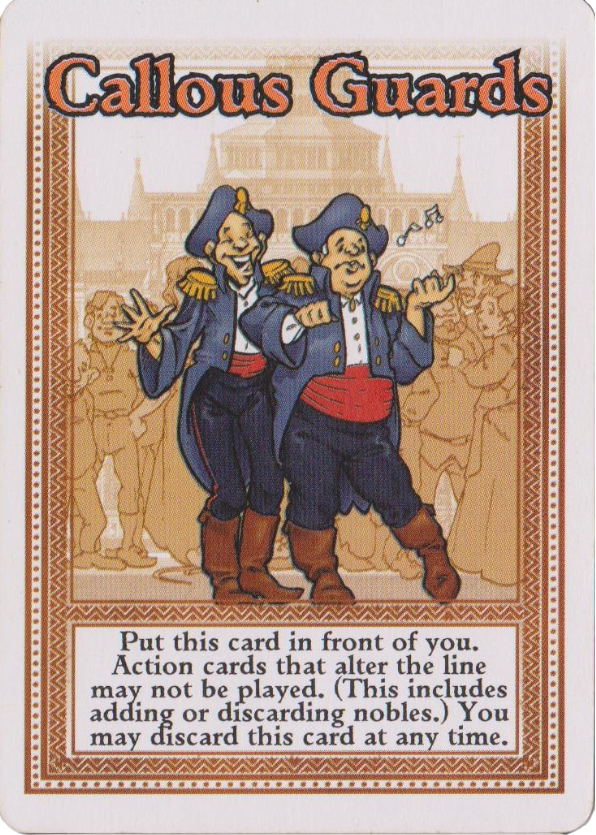 Callous Guards
Put this card in front of you.
Action cards that alter the line
may not be played. (This includes
adding or discarding nobles.) You
may discard this card at any time.